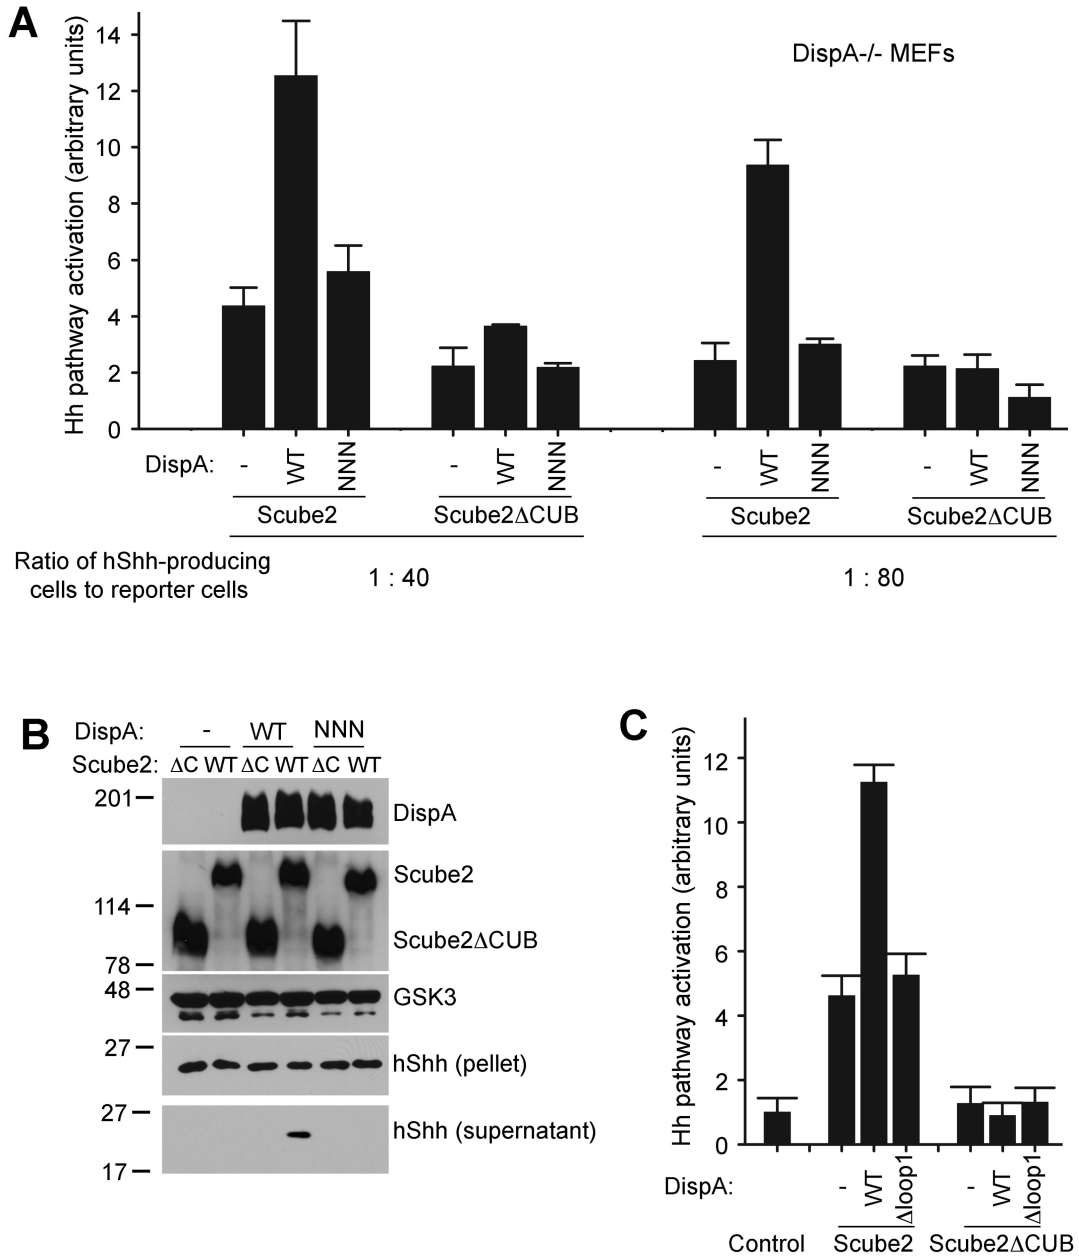 A
Hh pathway activation (arbitrary units)
14
12
10
8
6
4
2
0
DispA-/- MEFs
DispA: - WT NNN - WT NNN - WT NNN - WT NNN
Scube2 Scube2ΔCUB Scube2 Scube2ΔCUB
Ratio of hShh-producing
cells to reporter cells
1 : 40 1 : 80
B
DispA: - WT NNN
Scube2: ΔC WT ΔC WT ΔC WT
201
DispA
Scube2
114
Scube2ΔCUB
78
48
GSK3
27
hShh (pellet)
27
hShh (supernatant)
17
C
Hh pathway activation (arbitrary units)
12
10
8
6
4
2
0
DispA: - WT Δloop1 - WT Δloop1
Control Scube2 Scube2ΔCUB